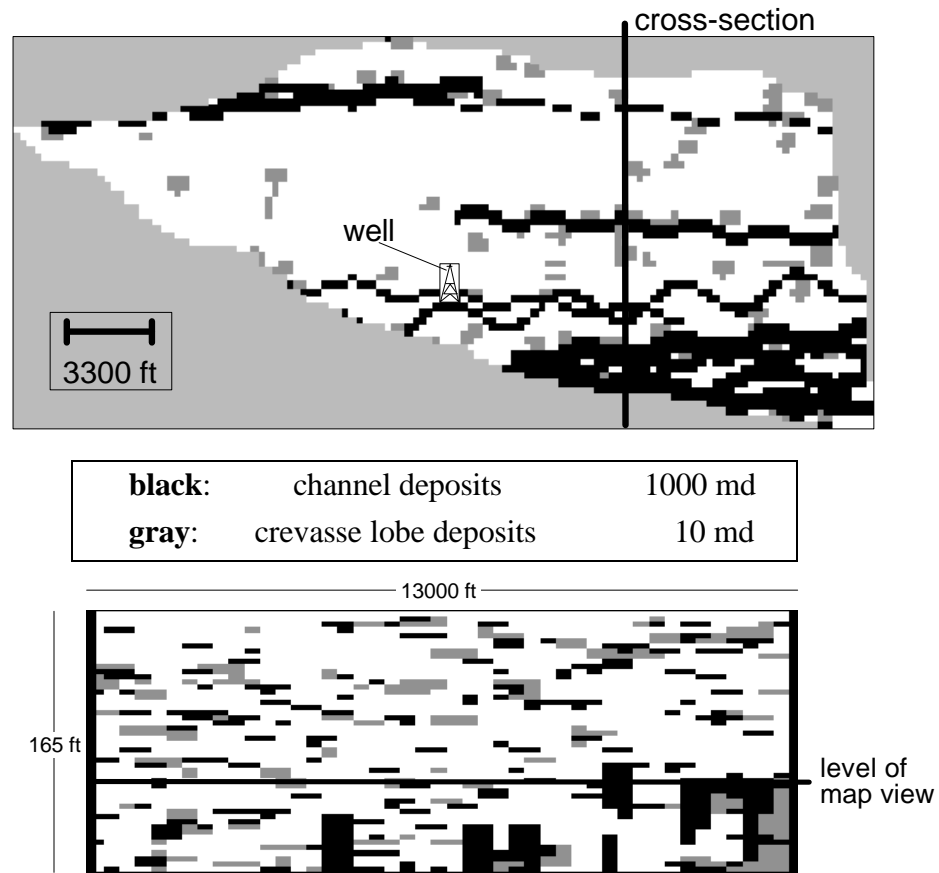 cross-section
well
3300 ft
black: channel deposits 1000 md
gray: crevasse lobe deposits 10 md
13000 ft
165 ft
level of
map view